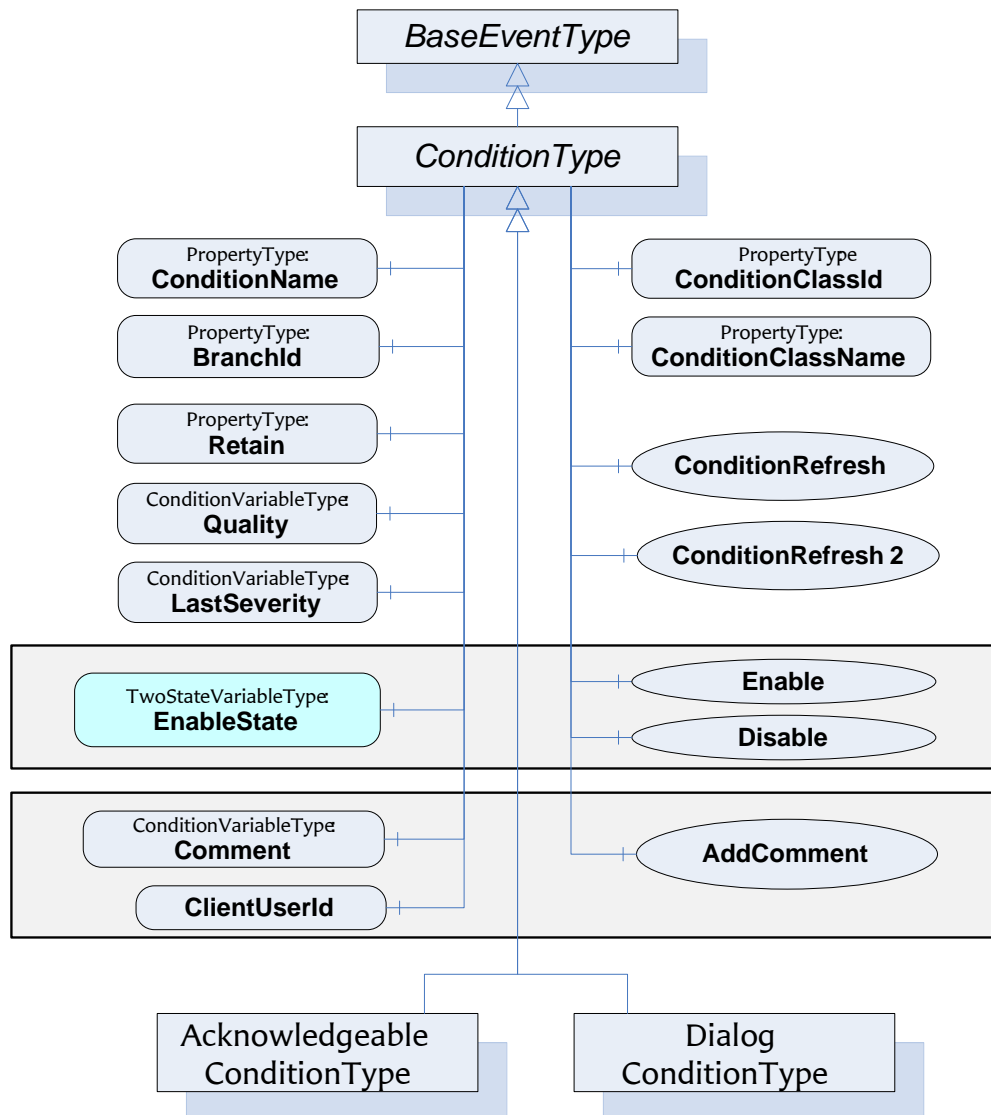 BaseEventType
ConditionType
PropertyType:
ConditionName
PropertyType:
BranchId
PropertyType:
Retain
ConditionVariableType:
Quality
ConditionVariableType:
LastSeverity
PropertyType
ConditionClassId
PropertyType:
ConditionClassName
ConditionRefresh
ConditionRefresh 2
TwoStateVariableType:
EnableState
Enable
Disable
ConditionVariableType:
Comment
ClientUserId
AddComment
Acknowledgeable
ConditionType
Dialog
ConditionType